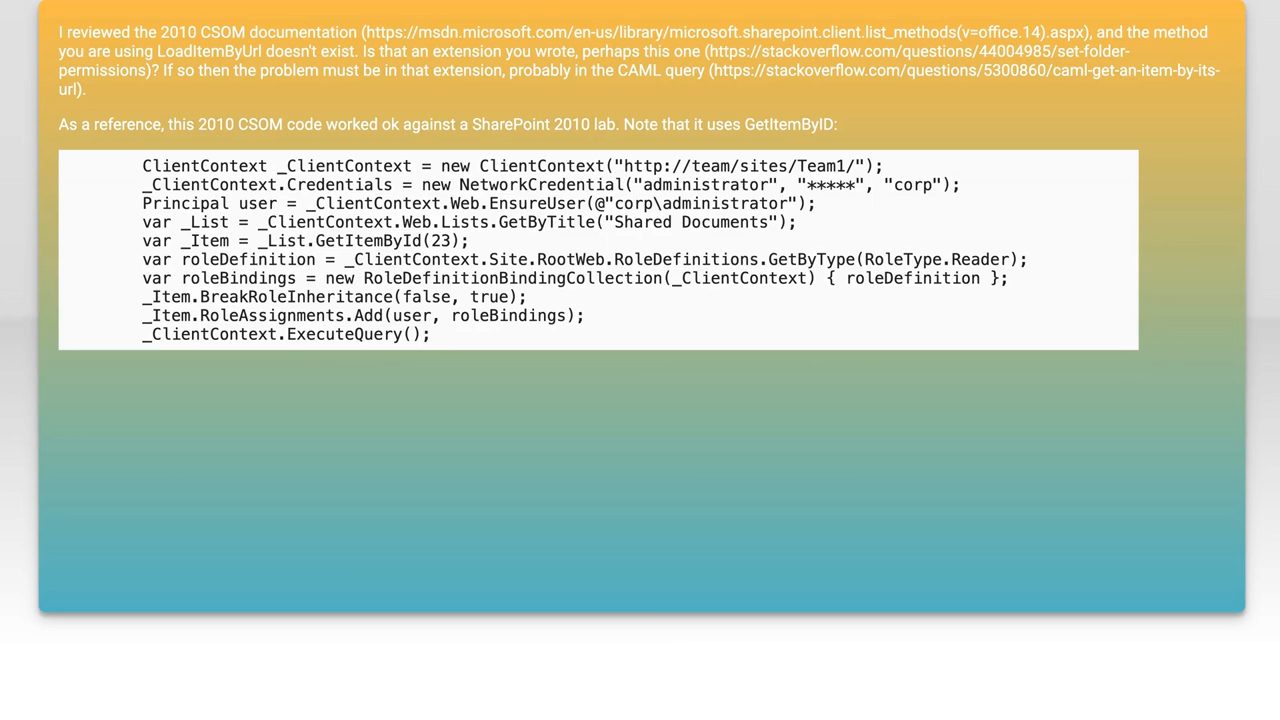 I reviewed the 2010 CSOM documentation (https://msdn.microsoft.com/en-us/library/microsoft.sharepoint.client.list_methods(v=office.14).aspx), and the method
you are using LoadItemByUrl doesn't exist. Is that an extension you wrote, perhaps this one (https://stackoverflow.com/questions/44004985/set-folder-
permissions)? If so then the problem must be in that extension, probably in the CAML query (https://stackoverflow.com/questions/5300860/caml-get-an-item-by-its-
url).
As a reference, this 2010 CSOM code worked ok against a SharePoint 2010 lab. Note that it uses GetItemByID:
ClientContext _ClientContext = new ClientContext("http://team/sites/Team1/");
_ClientContext.Credentials = new NetworkCredential("administrator", "*****", "corp");
Principal user = _ClientContext.Web.EnsureUser(@"corp\administrator");
var _List = _ClientContext.Web.Lists.GetByTitle("Shared Documents");
var _Item = _List.GetItemById(23);
var roleDefinition = _ClientContext.Site.RootWeb.RoleDefinitions.GetByType(RoleType.Reader);
var roleBindings = new RoleDefinitionBindingCollection(_ClientContext) { roleDefinition };
_Item.BreakRoleInheritance(false, true);
_Item.RoleAssignments.Add(user, roleBindings);
_ClientContext.ExecuteQuery();